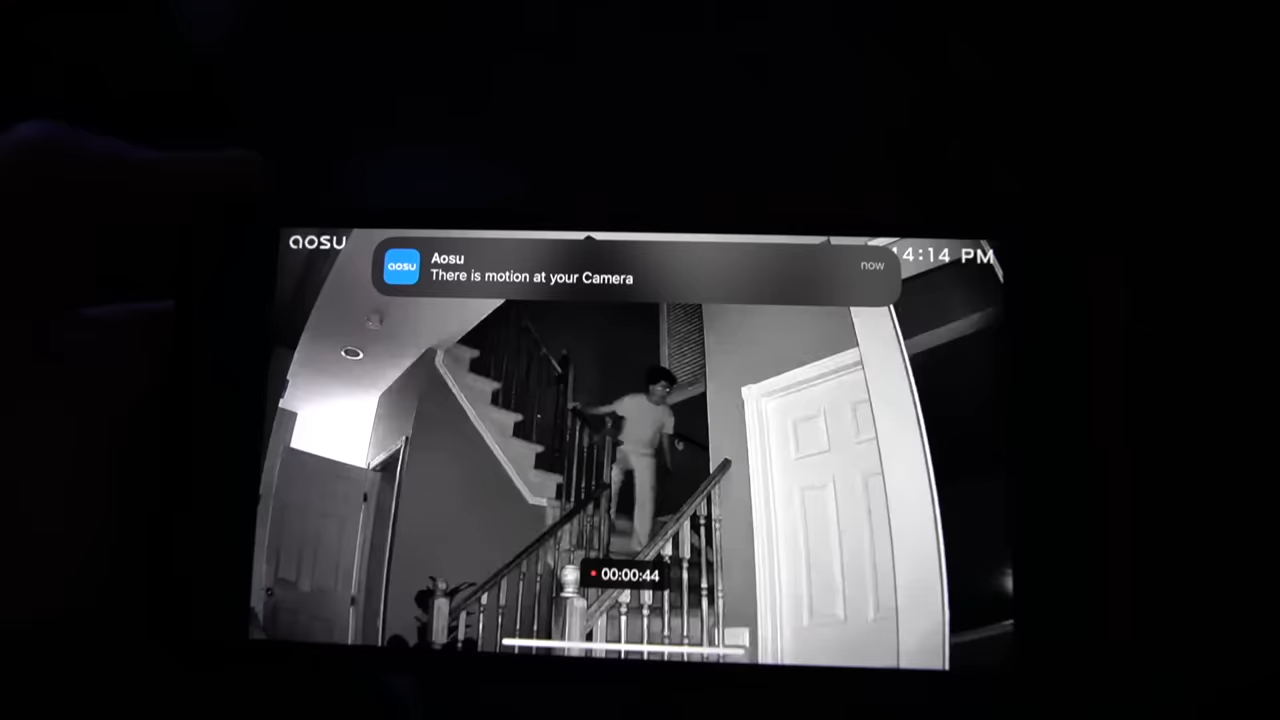 aosu
Aosu
There is motion at your Camera
now
aosu
4:14 PM
00:00:44